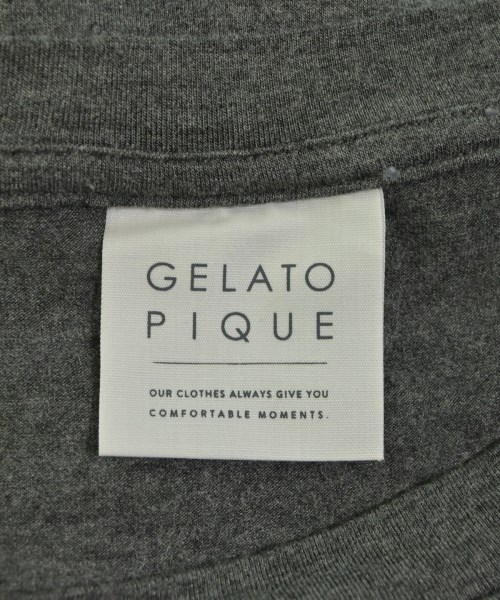 GELATO
PIQUE
OUR CLOTHES ALWAYS GIVE YOU
COMFORTABLE MOMENTS.